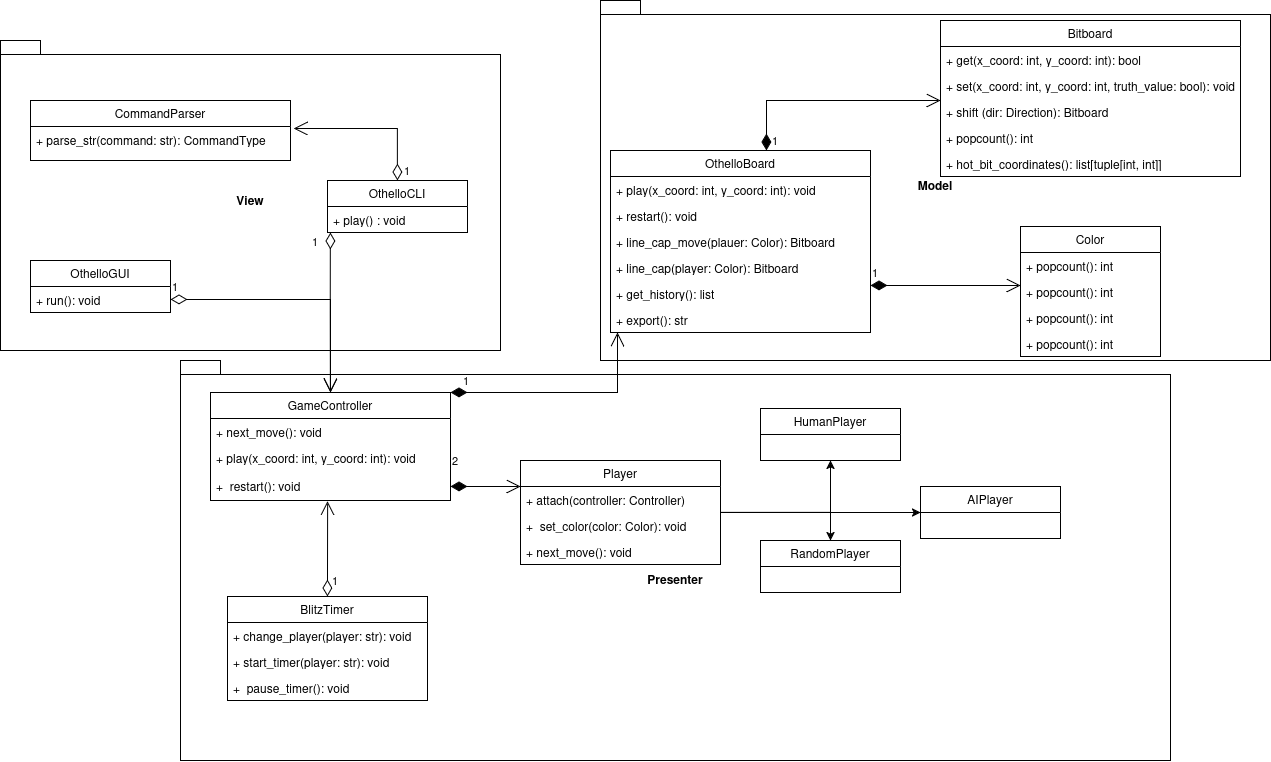 CommandParser
+ parse_str(command: str): CommandType
1
View
OthelloCLI
+ play() : void
1
OthelloGUI
+ run(): void
1
Bitboard
+ get(x_coord: int, y_coord: int): bool
+ set(x_coord: int, y_coord: int, truth_value: bool): void
+ shift (dir: Direction): Bitboard
+ popcount(): int
+ hot_bit_coordinates(): list[tuple[int, int]]
1
OthelloBoard
+ play(x_coord: int, y_coord: int): void
+ restart(): void
+ line_cap_move(plauer: Color): Bitboard
+ line_cap(player: Color): Bitboard
+ get_history(): list
+ export(): str
Model
1
Color
+ popcount(): int
+ popcount(): int
+ popcount(): int
+ popcount(): int
1
GameController
+ next_move(): void
+ play(x_coord: int, y_coord: int): void
+ restart(): void
2
Player
+ attach(controller: Controller)
+ set_color(color: Color): void
+ next_move(): void
HumanPlayer
AIPlayer
RandomPlayer
Presenter
1
BlitzTimer
+ change_player(player: str): void
+ start_timer(player: str): void
+ pause_timer(): void